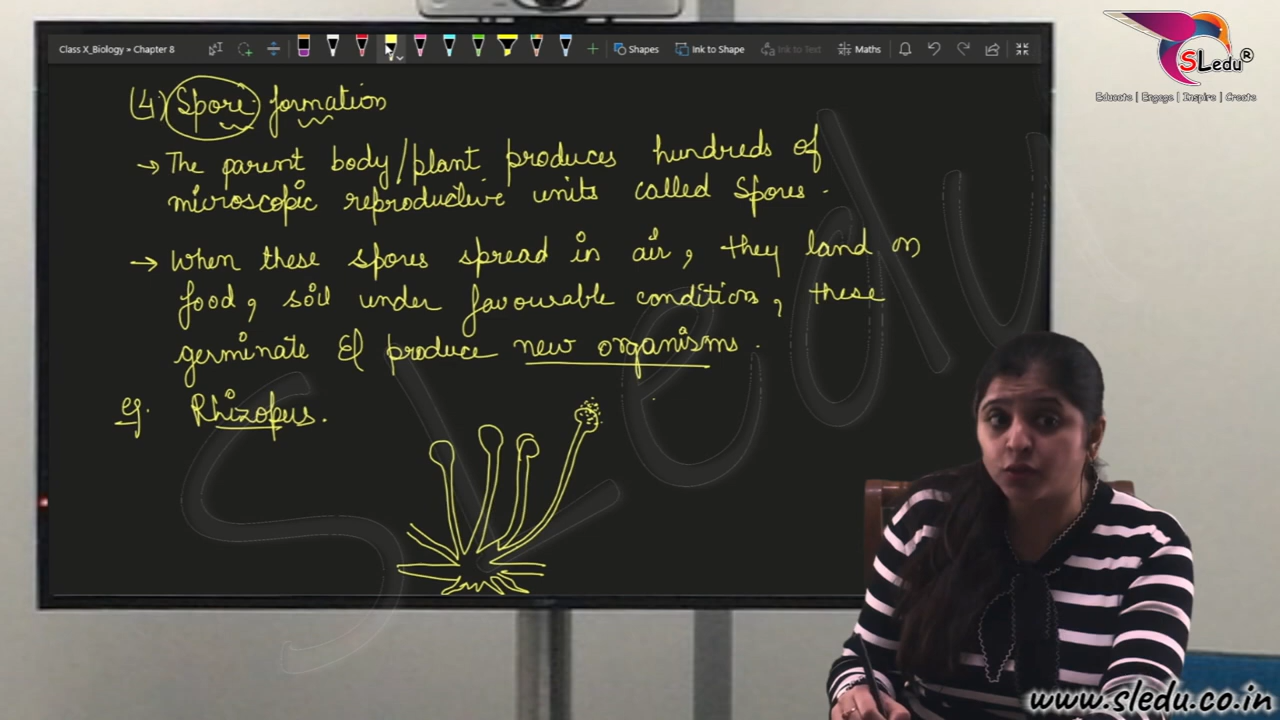 Class X_Biology » Chapter 8
Shapes
Ink to Shape
Ink to Text
Maths
SLedu®
Educate | Engage | Inspire | Create
(4) Spore formation
→ The parent body/plant produces hundreds of
microscopic reproductive units called Spores.
→ When these spores spread in air, they land on
food, soil under favourable condition, these
germinate & produce new organisms.
eg. Rhizopus.
SLedu
www.sledu.co.in